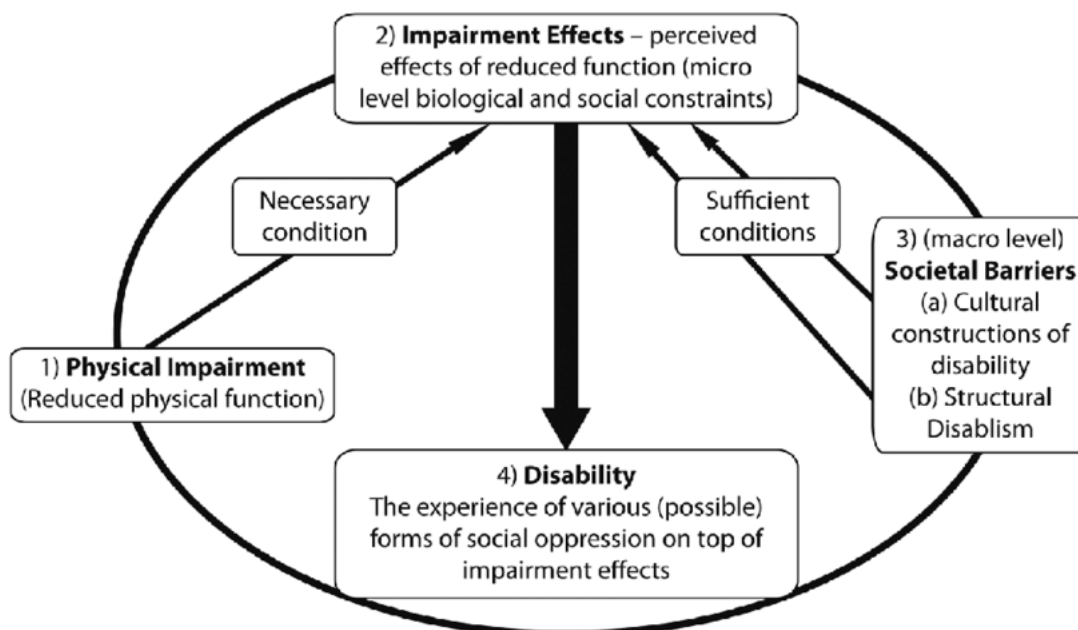 2) Impairment Effects – perceived
effects of reduced function (micro
level biological and social constraints)
Necessary
condition
Sufficient
conditions
3) (macro level)
Societal Barriers
(a) Cultural
constructions of
disability
(b) Structural
Disablism
1) Physical Impairment
(Reduced physical function)
4) Disability
The experience of various (possible)
forms of social oppression on top of
impairment effects